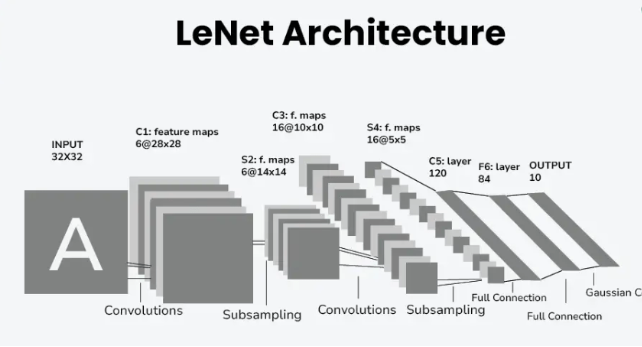 LeNet Architecture
INPUT
32X32
C1: feature maps
6@28x28
S2: f. maps
6@14x14
C3: f. maps
16@10x10
S4: f. maps
16@5x5
C5: layer
120
F6: layer
84
OUTPUT
10
A
Convolutions
Subsampling
Convolutions
Subsampling
Full Connection
Full Connection
Gaussian C